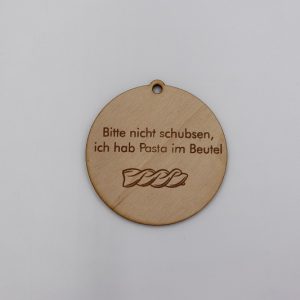 Bitte nicht schubsen,
ich hab Pasta im Beutel